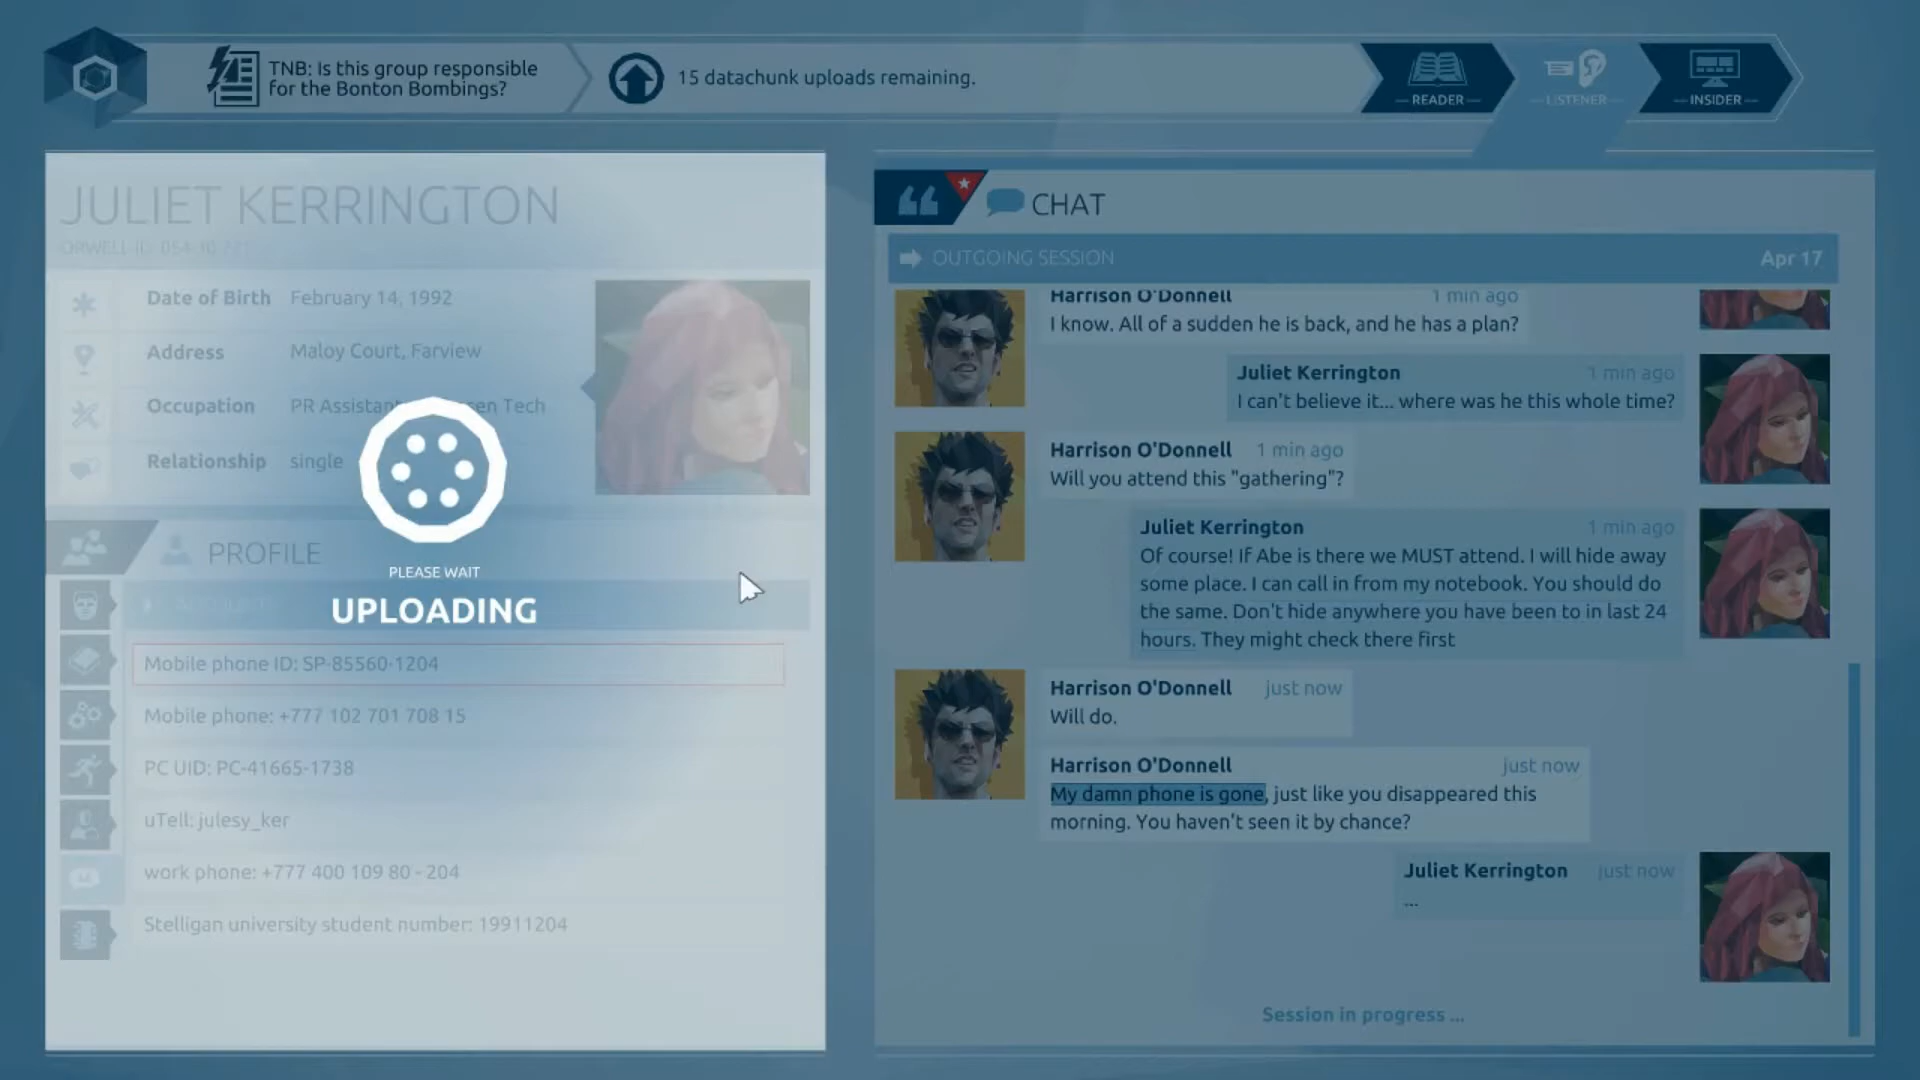 TNB: Is this group responsible
for the Bonton Bombings?
15 datachunk uploads remaining.
READER
LISTENER
INSIDER
JULIET KERRINGTON
Date of Birth February 14, 1992
Address Maloy Court, Farview
Occupation PR Assistant Tech
Relationship single
PROFILE
PLEASE WAIT
UPLOADING
Mobile phone ID: SP-85560-1204
Mobile phone: +777 102 701 708 15
PC UID: PC-41665-1738
uTell: julesy_ker
work phone: +777 400 109 80 - 204
Stelligan university student number: 19911204
CHAT
OUTGOING SESSION Apr 17
Harrison O'Donnell 1 min ago
I know. All of a sudden he is back, and he has a plan?
Juliet Kerrington 1 min ago
I can't believe it... where was he this whole time?
Harrison O'Donnell 1 min ago
Will you attend this "gathering"?
Juliet Kerrington 1 min ago
Of course! If Abe is there we MUST attend. I will hide away
some place. I can call in from my notebook. You should do
the same. Don't hide anywhere you have been to in last 24
hours. They might check there first
Harrison O'Donnell just now
Will do.
Harrison O'Donnell just now
My damn phone is gone, just like you disappeared this
morning. You haven't seen it by chance?
Juliet Kerrington just now
...
Session in progress ...